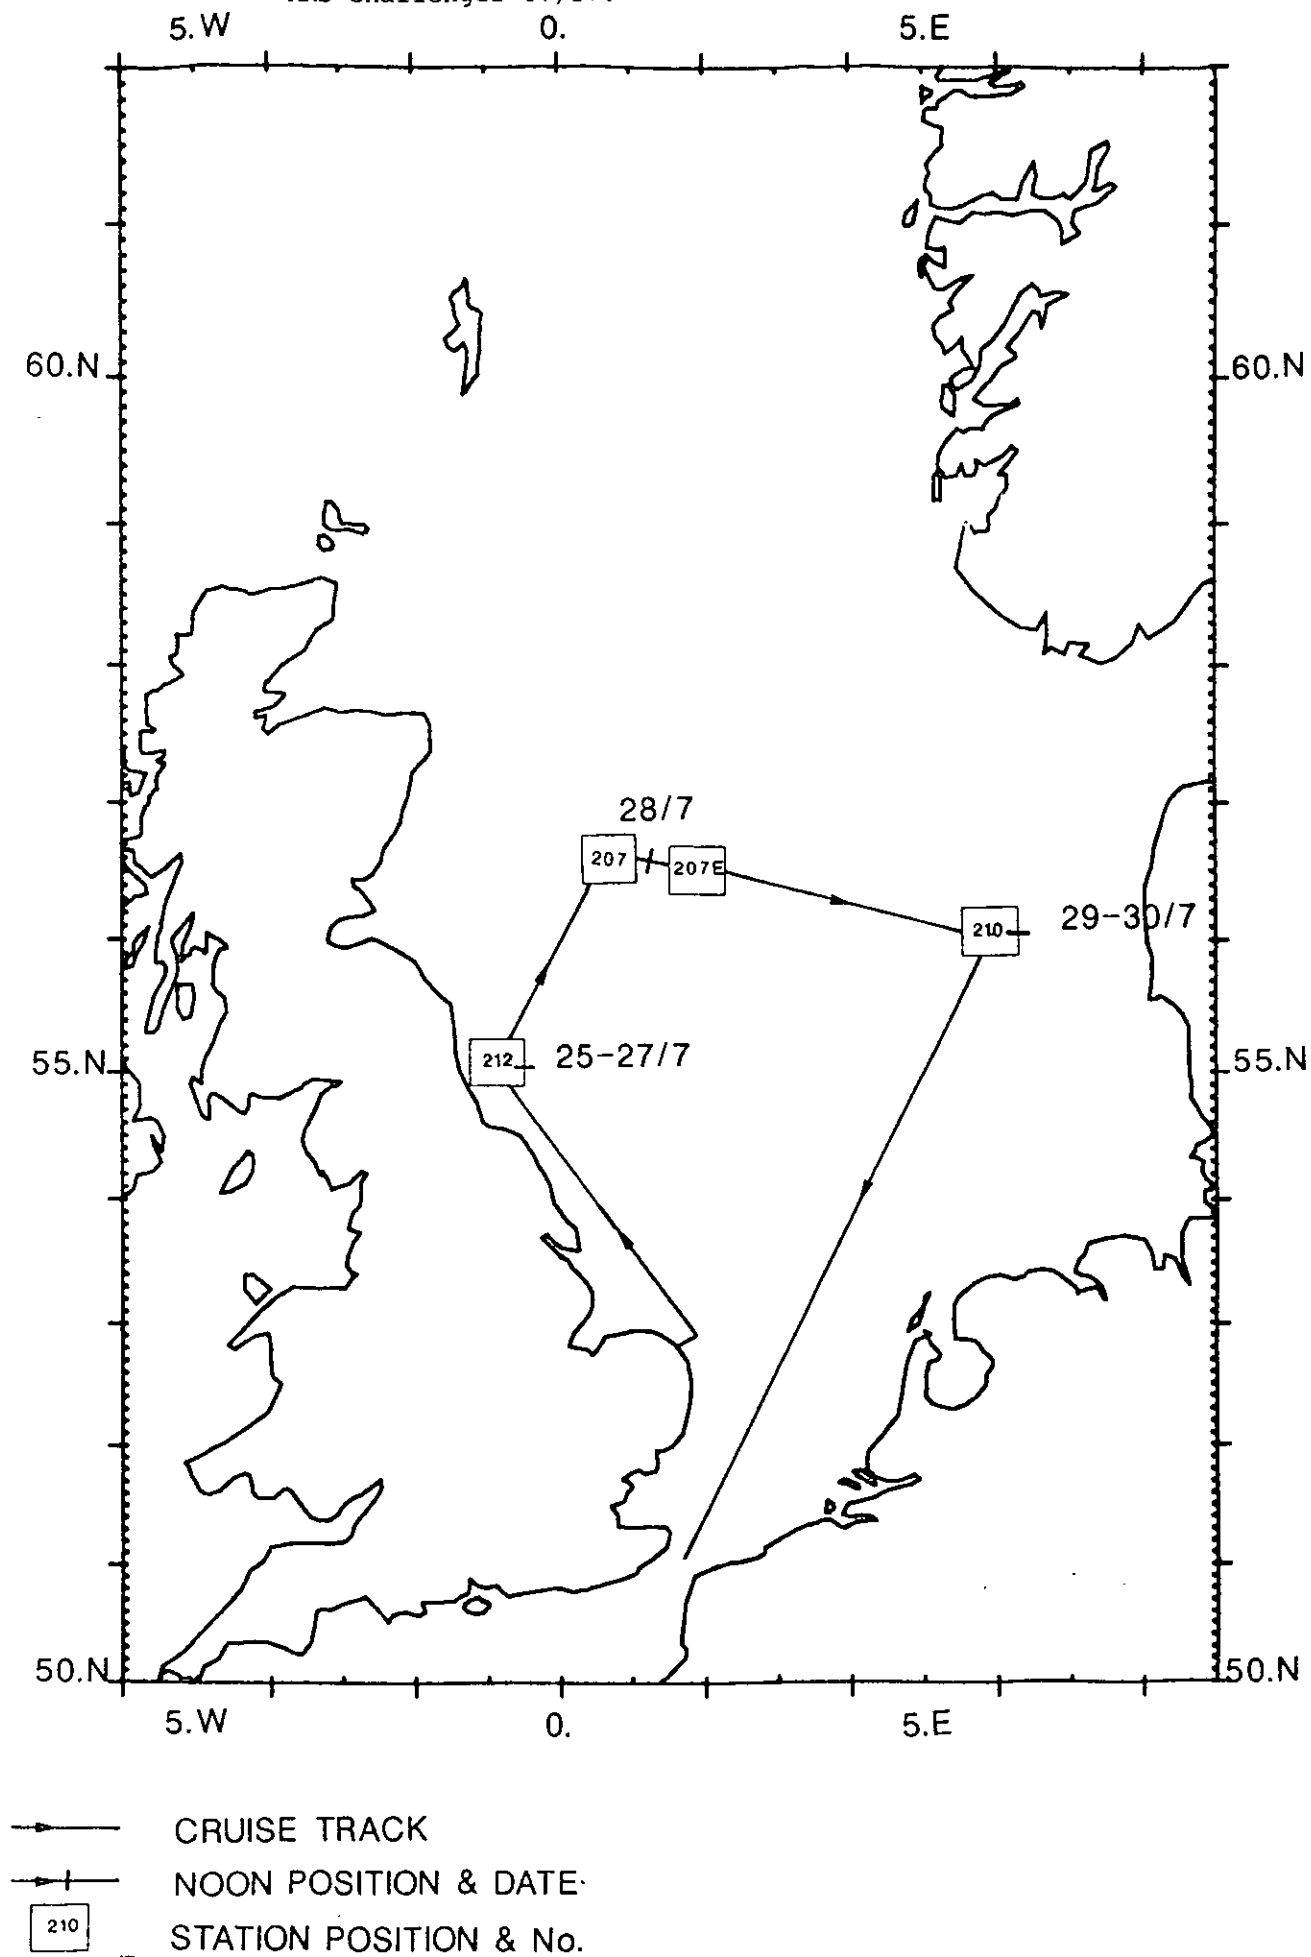 5.W 0. 5.E
60.N 60.N
28/7
207 207E
210 29-30/7
212 25-27/7
55.N 55.N
50.N 50.N
5.W 0. 5.E
CRUISE TRACK
NOON POSITION & DATE
210 STATION POSITION & No.